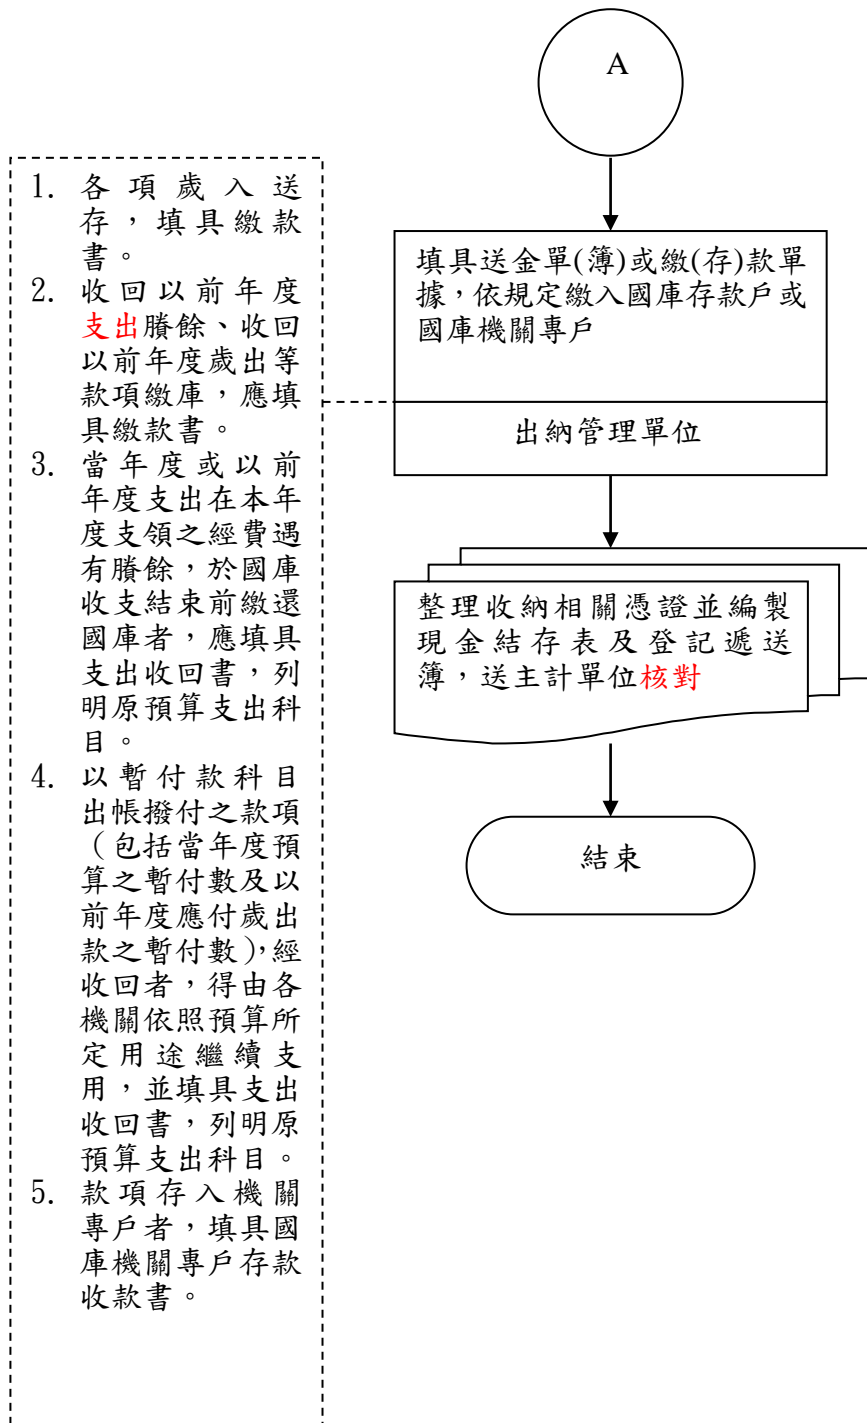 A
1. 各項歲入送
存，填具繳款
書。
2. 收回以前年度
支出賸餘、收回
以前年度歲出等
款項繳庫，應填
具繳款書。
3. 當年度或以前
年度支出在本年
度支領之經費遇
有賸餘，於國庫
收支結束前繳還
國庫者，應填具
支出收回書，列
明原預算支出科
目。
4. 以暫付款科目
出帳撥付之款項
（包括當年度預
算之暫付數及以
前年度應付歲出
款之暫付數），經
收回者，得由各
機關依照預算所
定用途繼續支
用，並填具支出
收回書，列明原
預算支出科目。
5. 款項存入機關
專戶者，填具國
庫機關專戶存款
收款書。
填具送金單(簿)或繳(存)款單
據，依規定繳入國庫存款戶或
國庫機關專戶
出納管理單位
整理收納相關憑證並編製
現金結存表及登記遞送
簿，送主計單位核對
結束